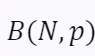 B(N, p)